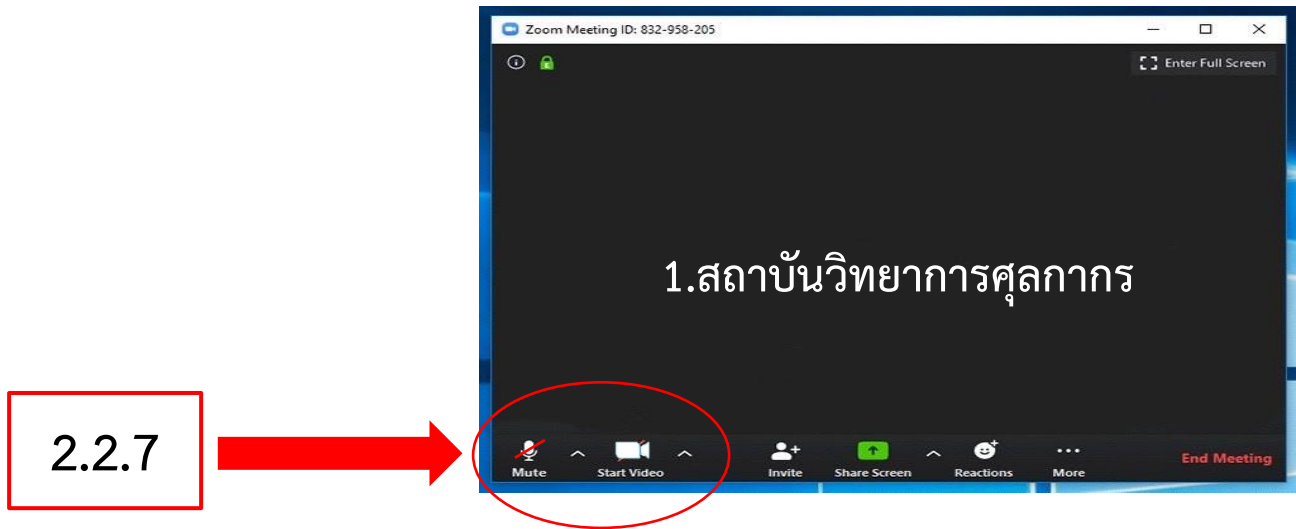 Zoom Meeting ID: 832-958-205
Enter Full Screen
1.สถาบันวิทยาการศุลกากร
2.2.7
Mute Start Video Invite Share Screen Reactions More End Meeting